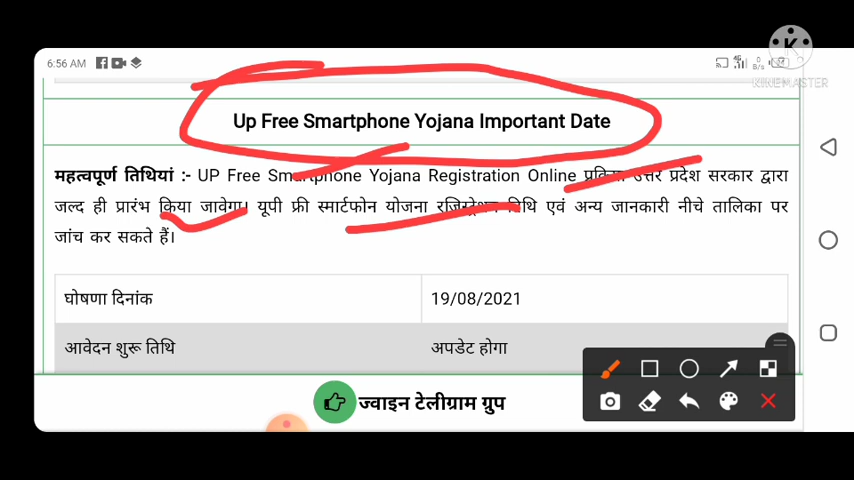 6:56 AM
KINEMASTER
Up Free Smartphone Yojana Important Date
महत्वपूर्ण तिथियां :- UP Free Smartphone Yojana Registration Online प्रक्रिया उत्तर प्रदेश सरकार द्वारा
जल्द ही प्रारंभ किया जावेगा। यूपी फ्री स्मार्टफोन योजना रजिस्ट्रेशन तिथि एवं अन्य जानकारी नीचे तालिका पर
जांच कर सकते हैं।
घोषणा दिनांक 19/08/2021
आवेदन शुरू तिथि अपडेट होगा
ज्वाइन टेलीग्राम ग्रुप